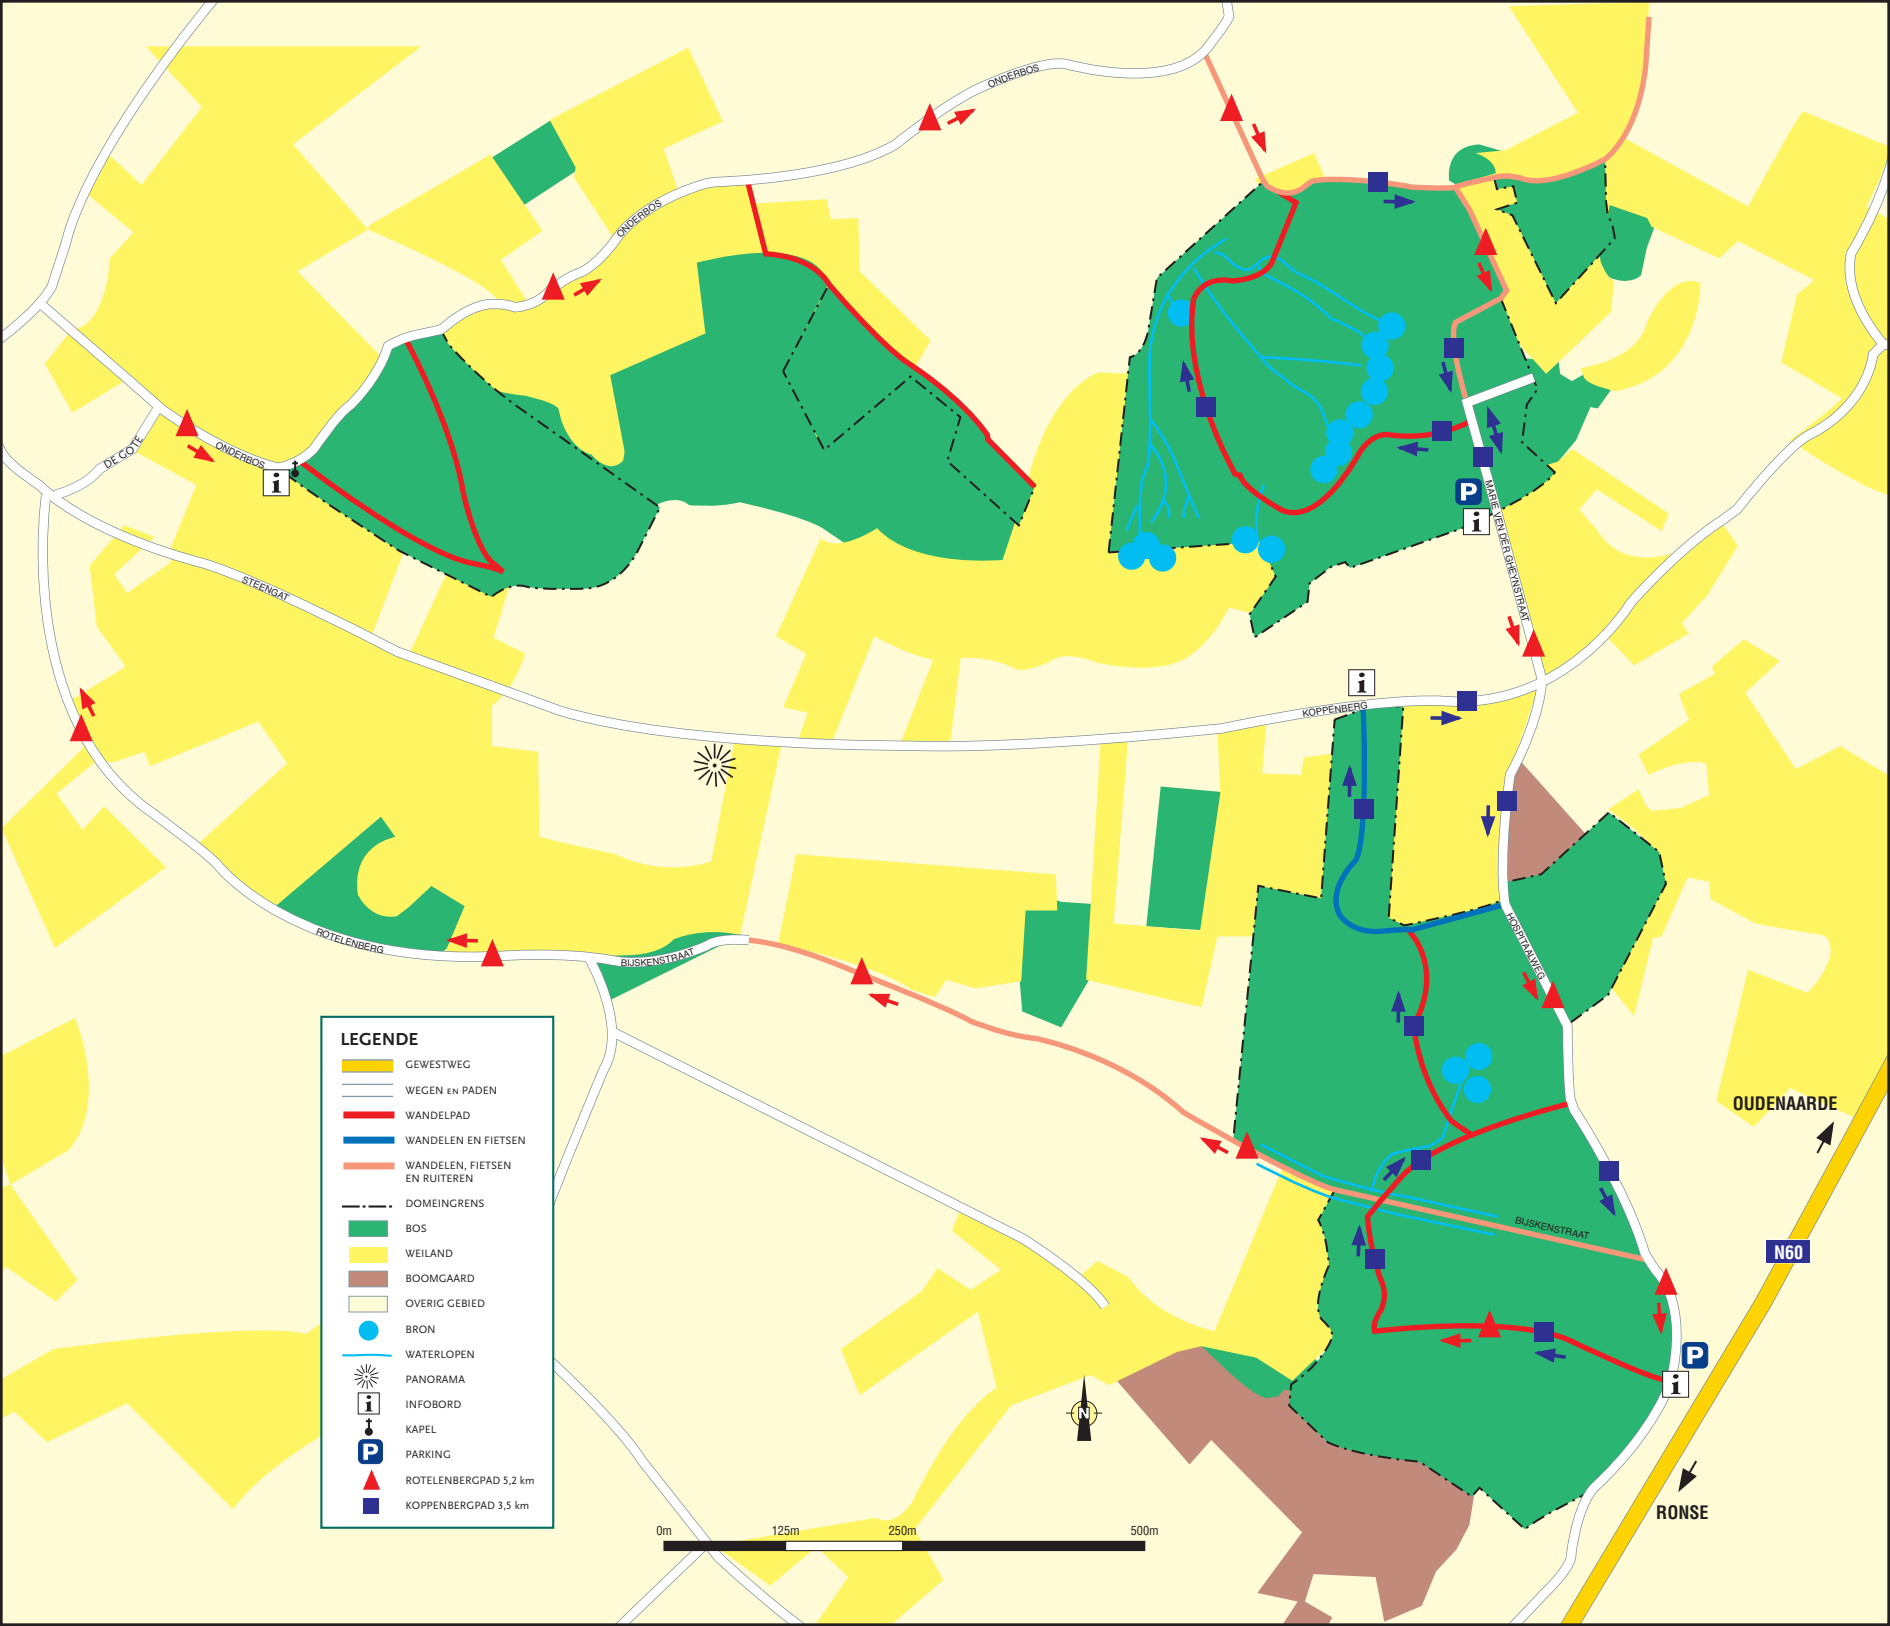 ONDERBOS
ONDERBOS
DE GOTE
ONDERBOS
i
P
i
MARIE VEN DER GHEYNSTRAAT
STEENGAT
i
KOPPENBERG
HOSPITAALWEG
ROTELENBERG
BIJSKENSTRAAT
OUDENAARDE
BIJSKENSTRAAT
N60
P
i
N
RONSE
LEGENDE
GEWESTWEG
WEGEN EN PADEN
WANDELPAD
WANDELEN EN FIETSEN
WANDELEN, FIETSEN
EN RUITEREN
DOMEINGRENS
BOS
WEILAND
BOOMGAARD
OVERIG GEBIED
BRON
WATERLOPEN
PANORAMA
i INFOBORD
KAPEL
P PARKING
ROTELENBERGPAD 5,2 km
KOPPENBERGPAD 3,5 km
0m 125m 250m 500m